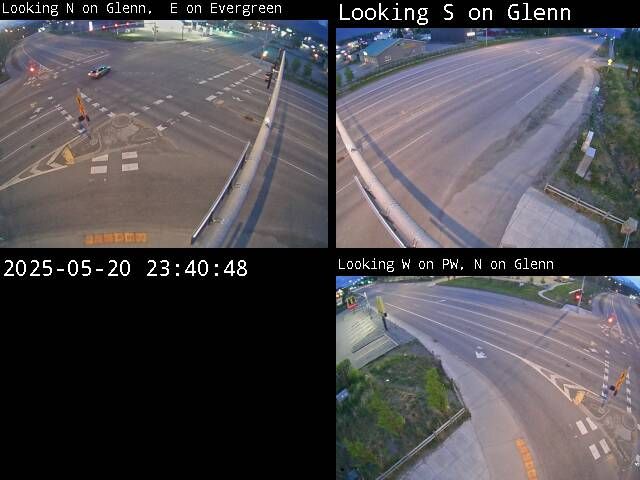 Looking N on Glenn, E on Evergreen
Looking S on Glenn
2025-05-20 23:40:48
Looking W on PW, N on Glenn